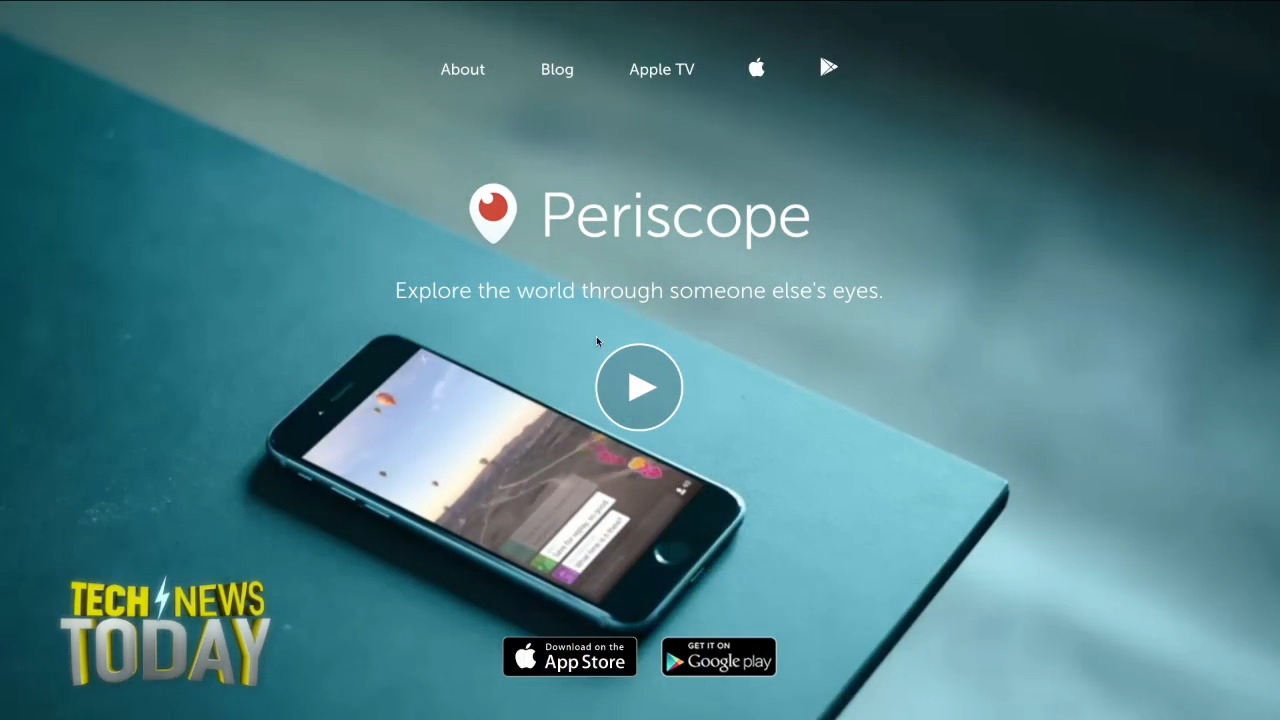 About
Blog
Apple TV
Periscope
Explore the world through someone else's eyes.
TECH NEWS
TODAY
Download on the
App Store
GET IT ON
Google play